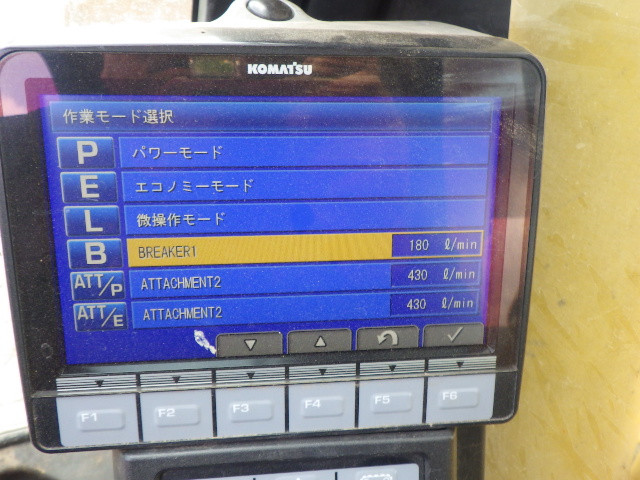 KOMATSU
作業モード選択
P パワーモード
E エコノミーモード
L 微操作モード
B BREAKER1 180 ℓ/min
ATT/P ATTACHMENT2 430 ℓ/min
ATT/E ATTACHMENT2 430 ℓ/min
F1 F2 F3 F4 F5 F6